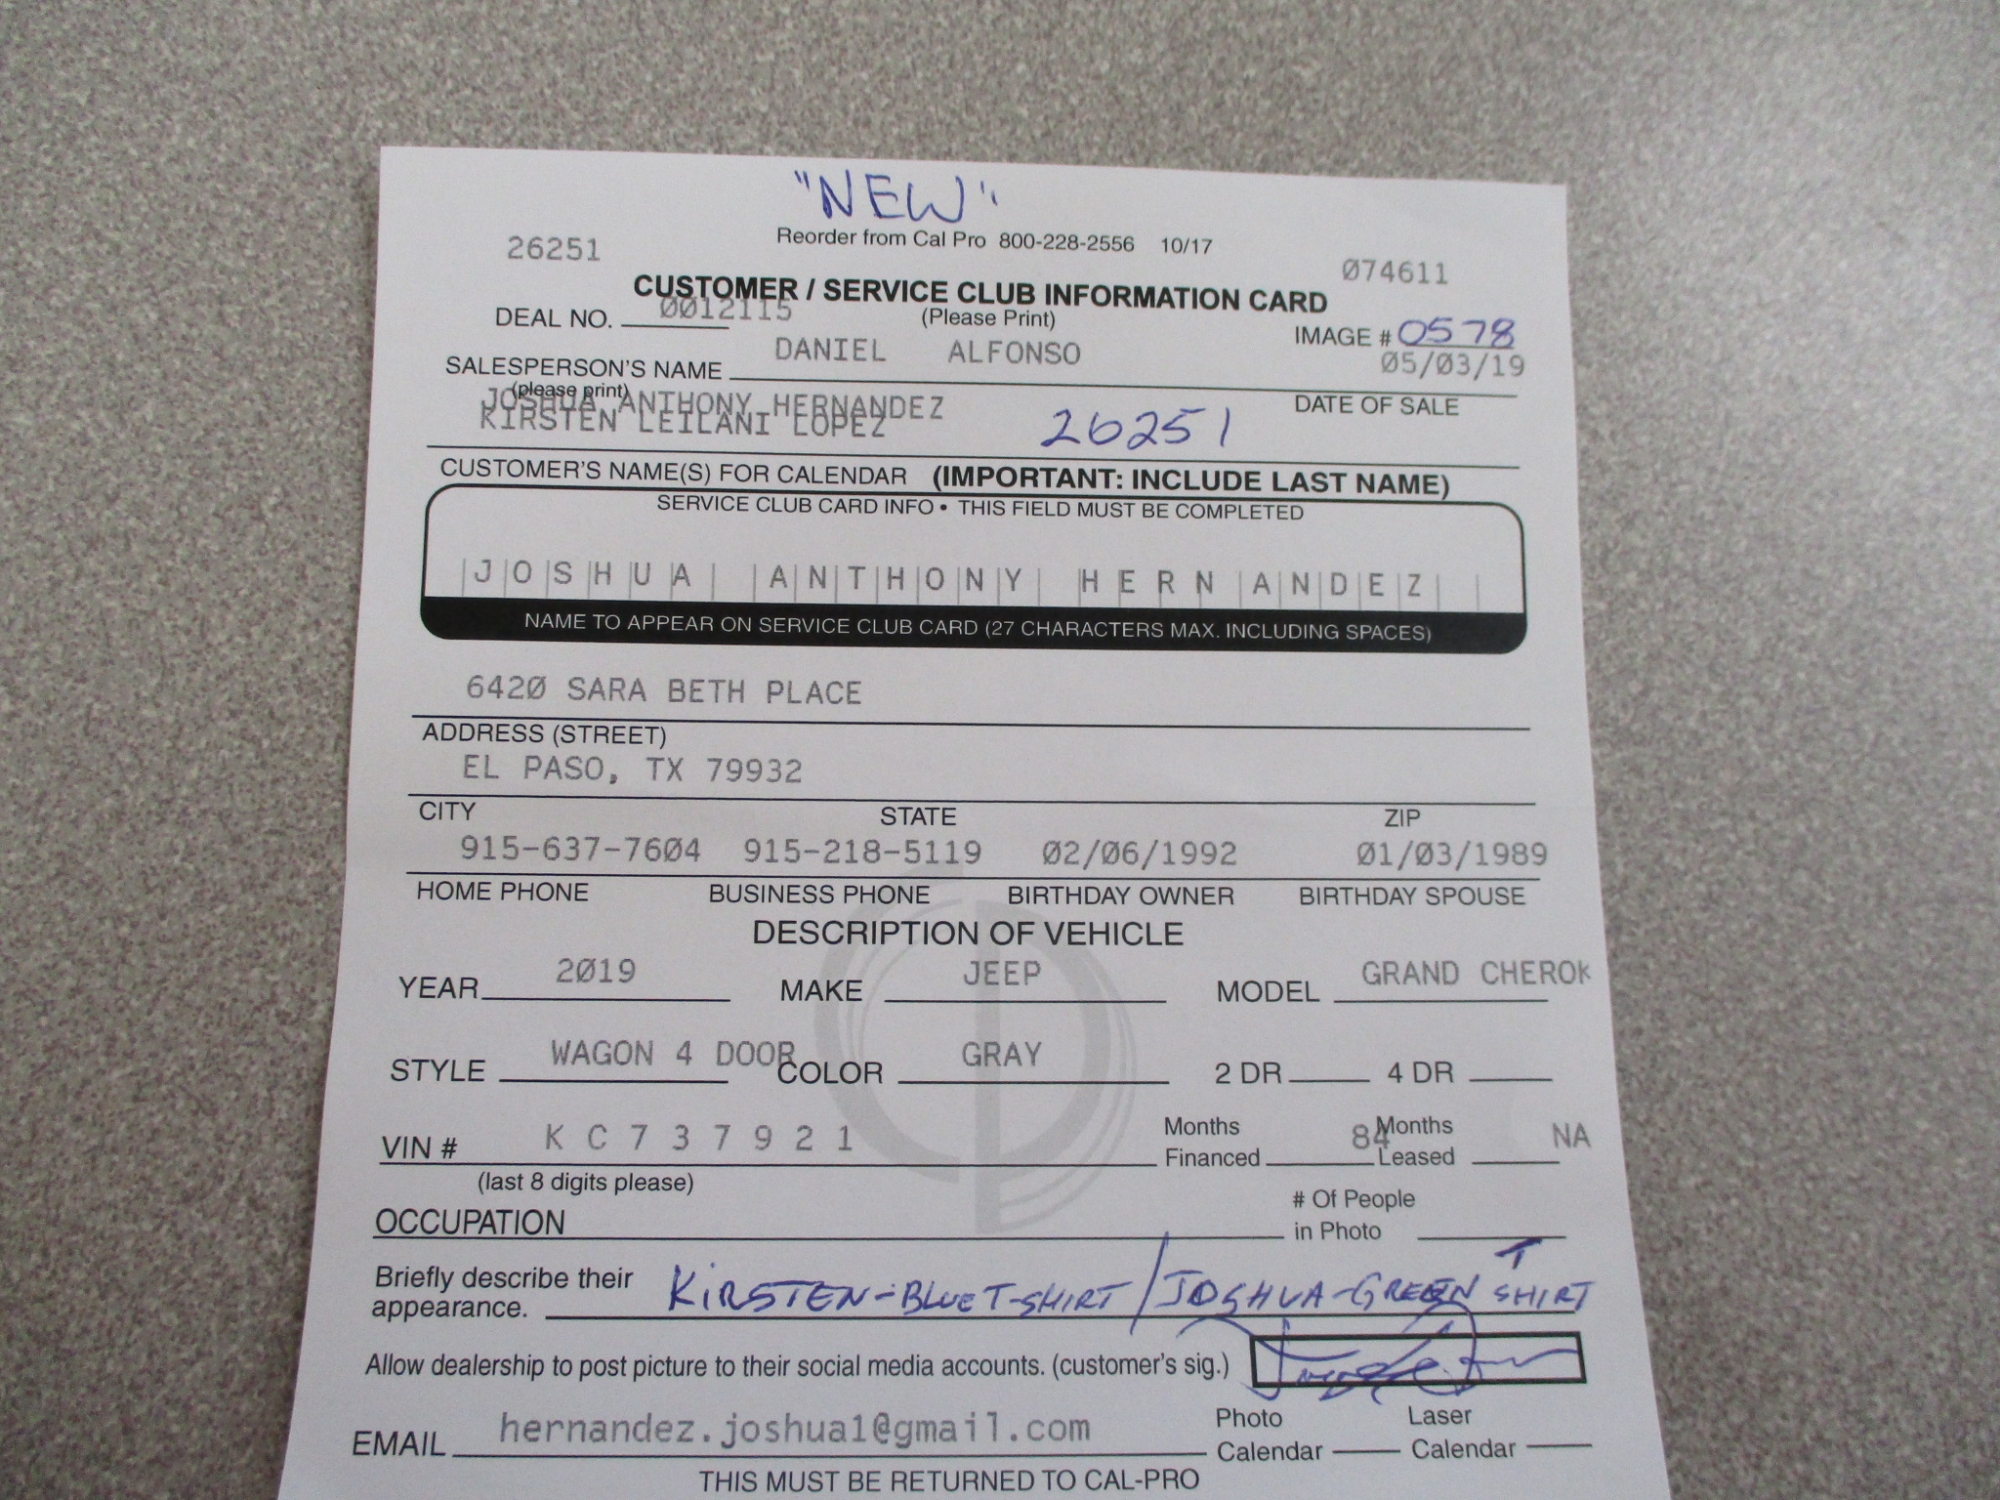 "NEW"
Reorder from Cal Pro 800-228-2556 10/17
26251
Ø74611
CUSTOMER / SERVICE CLUB INFORMATION CARD
DEAL NO. ØØ12115
(Please Print)
IMAGE # 0578
SALESPERSON'S NAME DANIEL ALFONSO
Ø5/Ø3/19
(please print)
DATE OF SALE
JOSHUA ANTHONY HERNANDEZ
KIRSTEN LEILANI LOPEZ
26251
CUSTOMER'S NAME(S) FOR CALENDAR (IMPORTANT: INCLUDE LAST NAME)
SERVICE CLUB CARD INFO • THIS FIELD MUST BE COMPLETED
JOSHUA ANTHONY HERNANDEZ
NAME TO APPEAR ON SERVICE CLUB CARD (27 CHARACTERS MAX. INCLUDING SPACES)
642Ø SARA BETH PLACE
ADDRESS (STREET)
EL PASO, TX 79932
CITY STATE ZIP
915-637-76Ø4 915-218-5119 Ø2/Ø6/1992 Ø1/Ø3/1989
HOME PHONE BUSINESS PHONE BIRTHDAY OWNER BIRTHDAY SPOUSE
DESCRIPTION OF VEHICLE
YEAR 2Ø19 MAKE JEEP MODEL GRAND CHEROK
STYLE WAGON 4 DOOR COLOR GRAY 2 DR 4 DR
VIN # K C 7 3 7 9 2 1 Months Financed 84 Months Leased NA
(last 8 digits please)
OCCUPATION # Of People in Photo
Briefly describe their appearance. KIRSTEN-BLUE T-SHIRT / JOSHUA-GREEN T SHIRT
Allow dealership to post picture to their social media accounts. (customer's sig.)
EMAIL hernandez.joshua1@gmail.com Photo Calendar Laser Calendar
THIS MUST BE RETURNED TO CAL-PRO